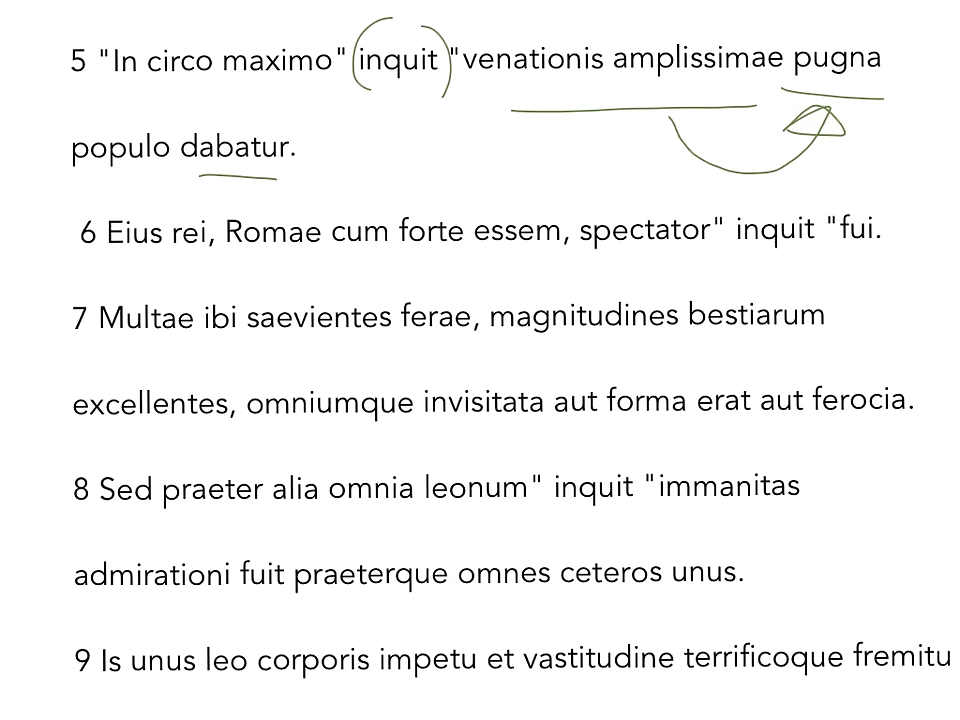 5 "In circo maximo" inquit "venationis amplissimae pugna
populo dabatur.
6 Eius rei, Romae cum forte essem, spectator" inquit "fui.
7 Multae ibi saevientes ferae, magnitudines bestiarum
excellentes, omniumque invisitata aut forma erat aut ferocia.
8 Sed praeter alia omnia leonum" inquit "immanitas
admirationi fuit praeterque omnes ceteros unus.
9 Is unus leo corporis impetu et vastitudine terrificoque fremitu